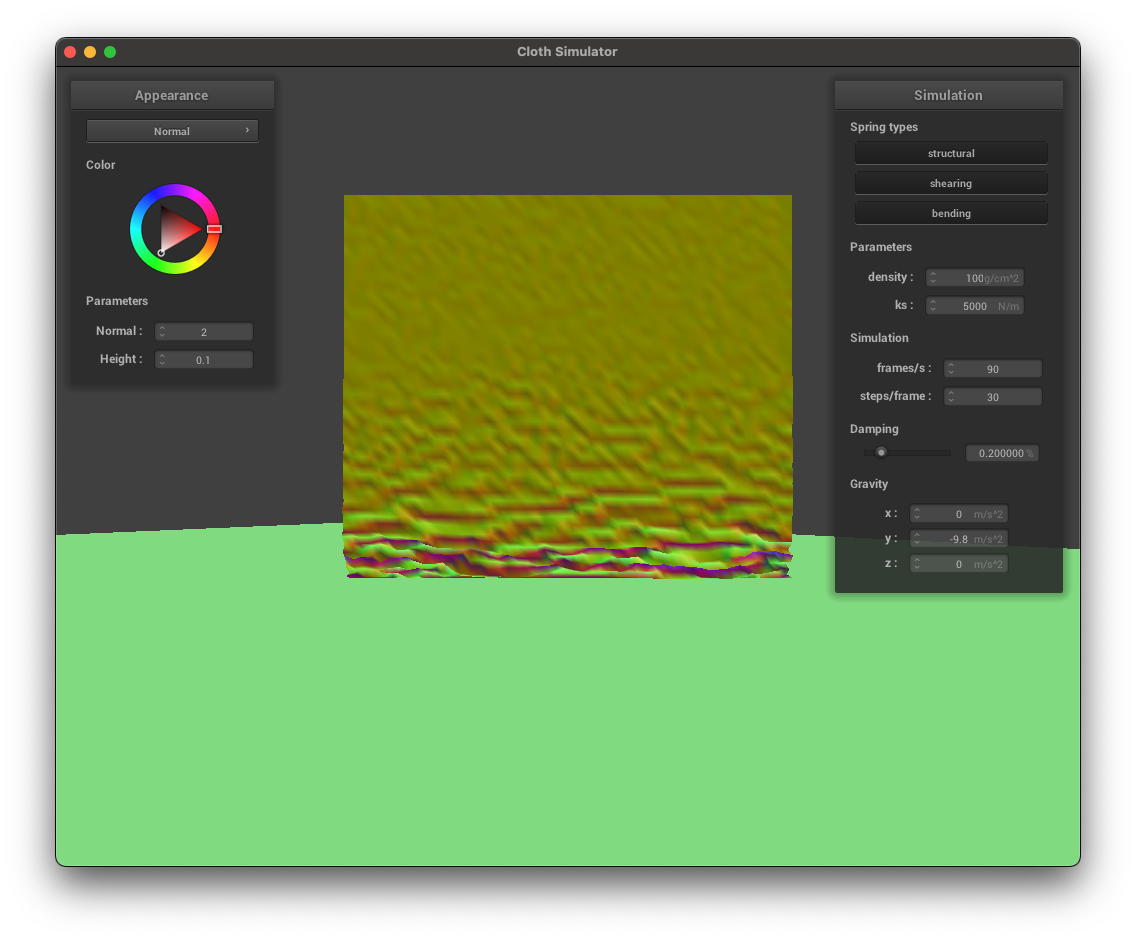 Cloth Simulator
Appearance
Normal
Color
Parameters
Normal : 2
Height : 0.1
Simulation
Spring types
structural
shearing
bending
Parameters
density : 100g/cm^2
ks : 5000 N/m
Simulation
frames/s : 90
steps/frame : 30
Damping
0.200000 %
Gravity
x : 0 m/s^2
y : -9.8 m/s^2
z : 0 m/s^2